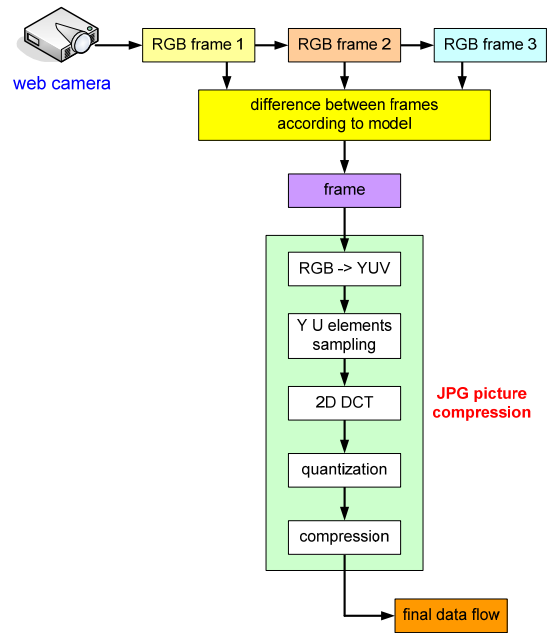 RGB frame 1
RGB frame 2
RGB frame 3
web camera
difference between frames
according to model
frame
RGB -> YUV
Y U elements
sampling
2D DCT
JPG picture
compression
quantization
compression
final data flow